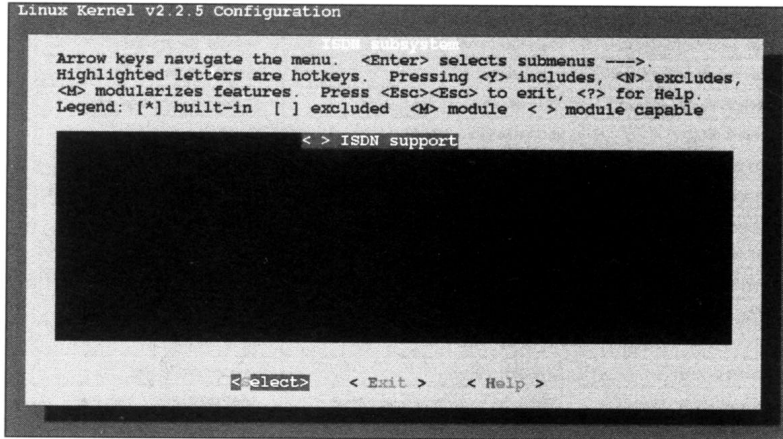 Linux Kernel v2.2.5 Configuration
ISDN subsystem
Arrow keys navigate the menu. <Enter> selects submenus --->.
Highlighted letters are hotkeys. Pressing <Y> includes, <N> excludes,
<M> modularizes features. Press <Esc><Esc> to exit, <?> for Help.
Legend: [*] built-in [ ] excluded <M> module < > module capable
< > ISDN support
<Select> < Exit > < Help >